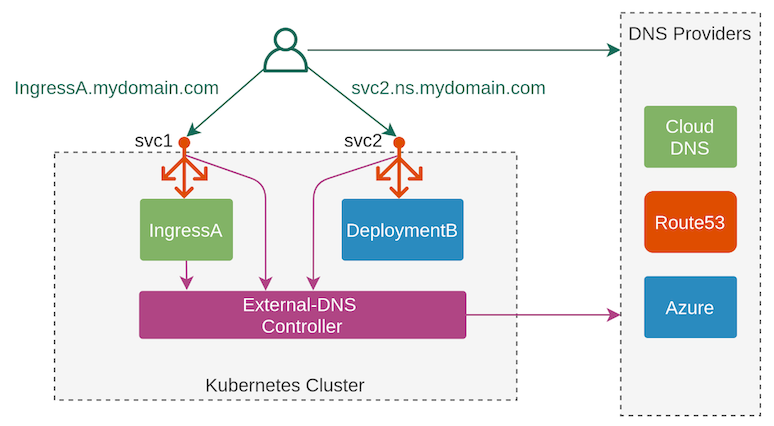 DNS Providers
IngressA.mydomain.com
svc2.ns.mydomain.com
svc1
svc2
Cloud
DNS
IngressA
DeploymentB
Route53
External-DNS
Controller
Azure
Kubernetes Cluster